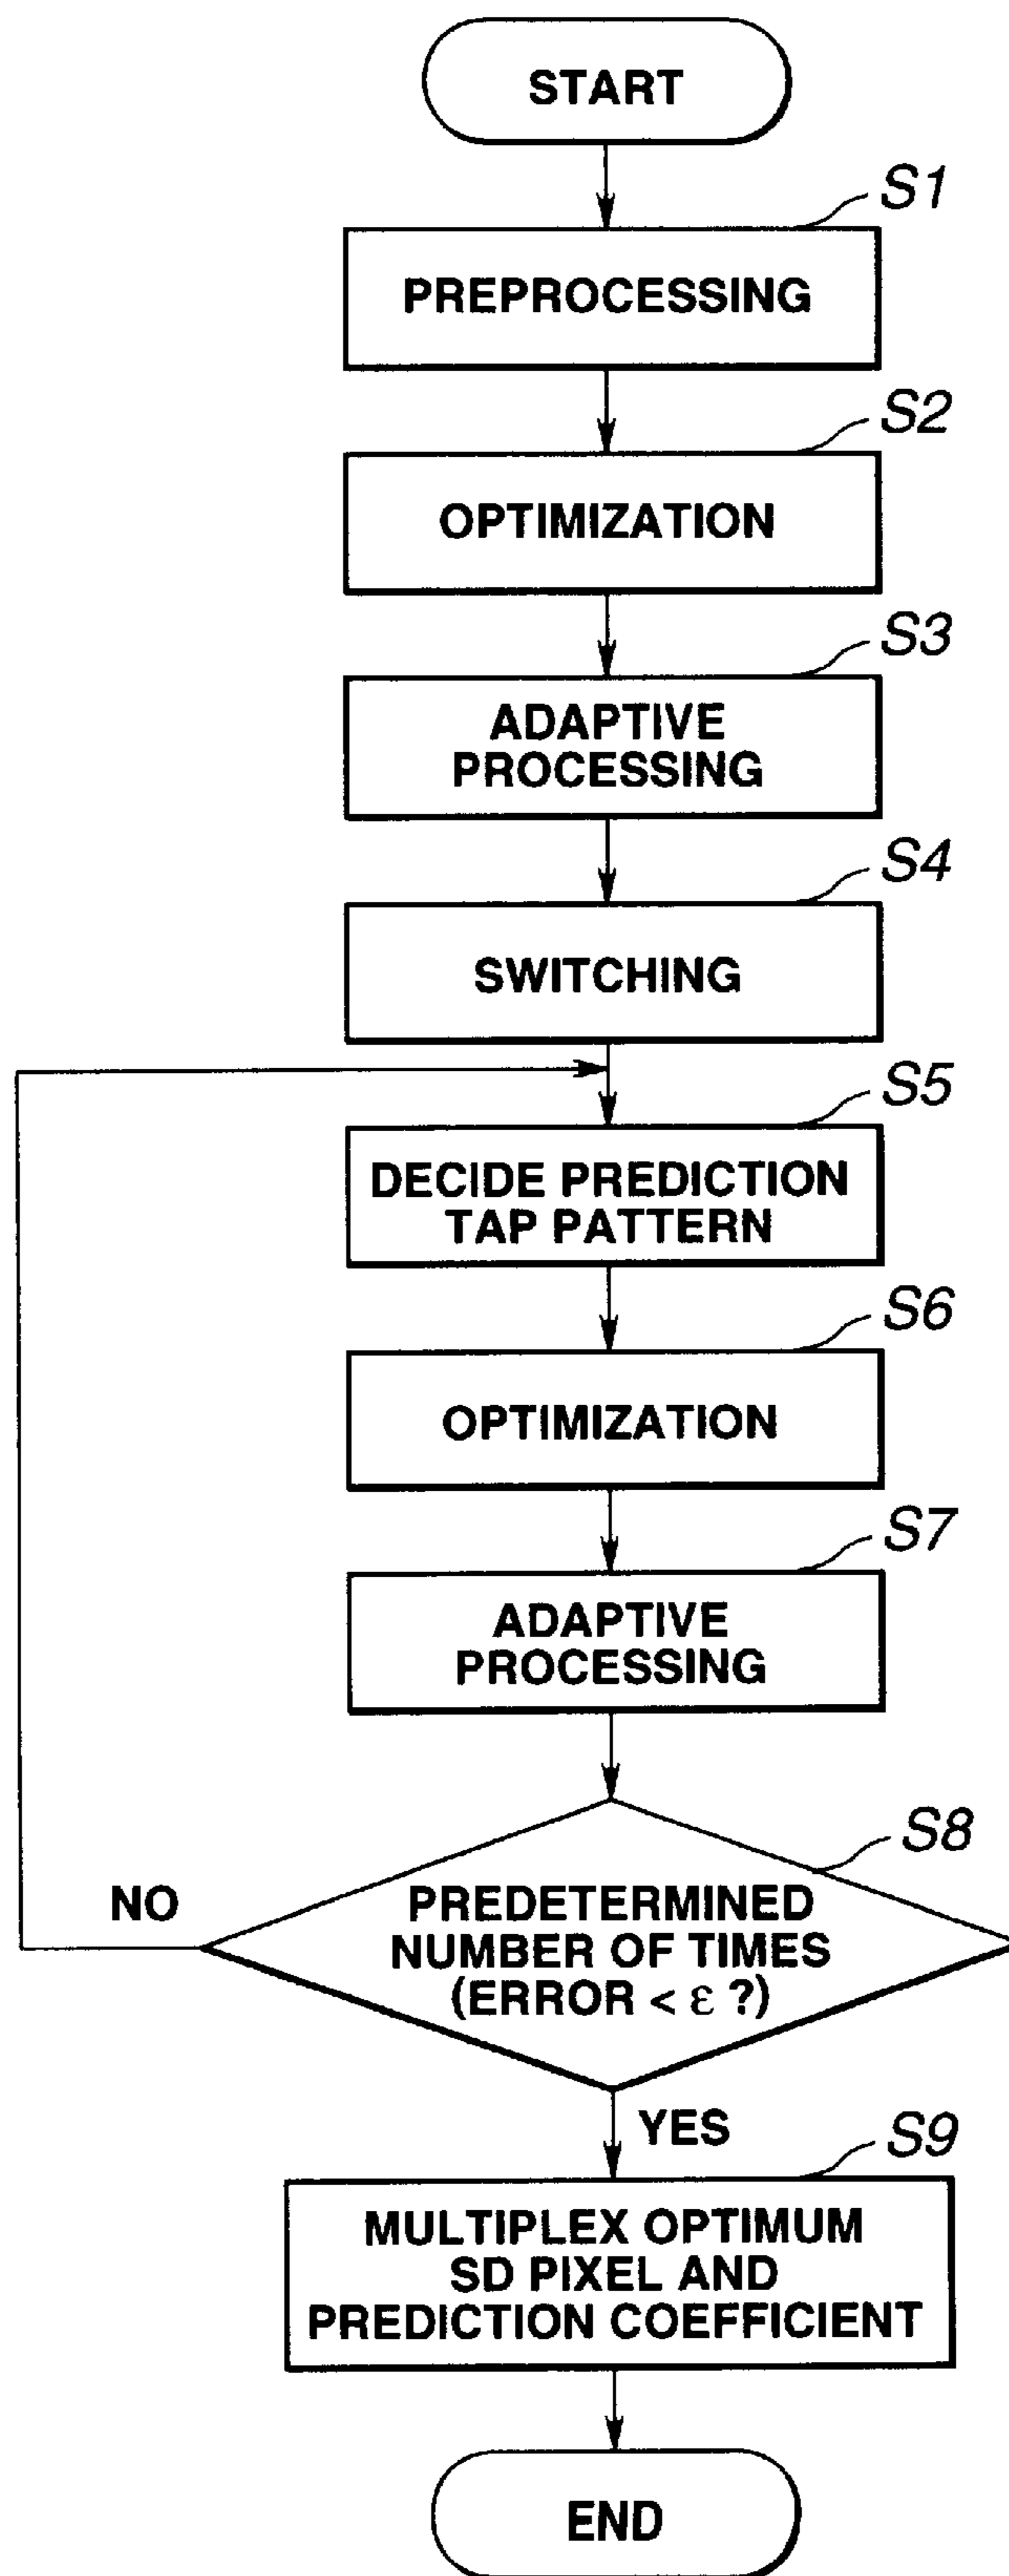 START
S1
PREPROCESSING
S2
OPTIMIZATION
S3
ADAPTIVE
PROCESSING
S4
SWITCHING
S5
DECIDE PREDICTION
TAP PATTERN
S6
OPTIMIZATION
S7
ADAPTIVE
PROCESSING
S8
PREDETERMINED
NUMBER OF TIMES
(ERROR < ε ?)
NO
YES
S9
MULTIPLEX OPTIMUM
SD PIXEL AND
PREDICTION COEFFICIENT
END